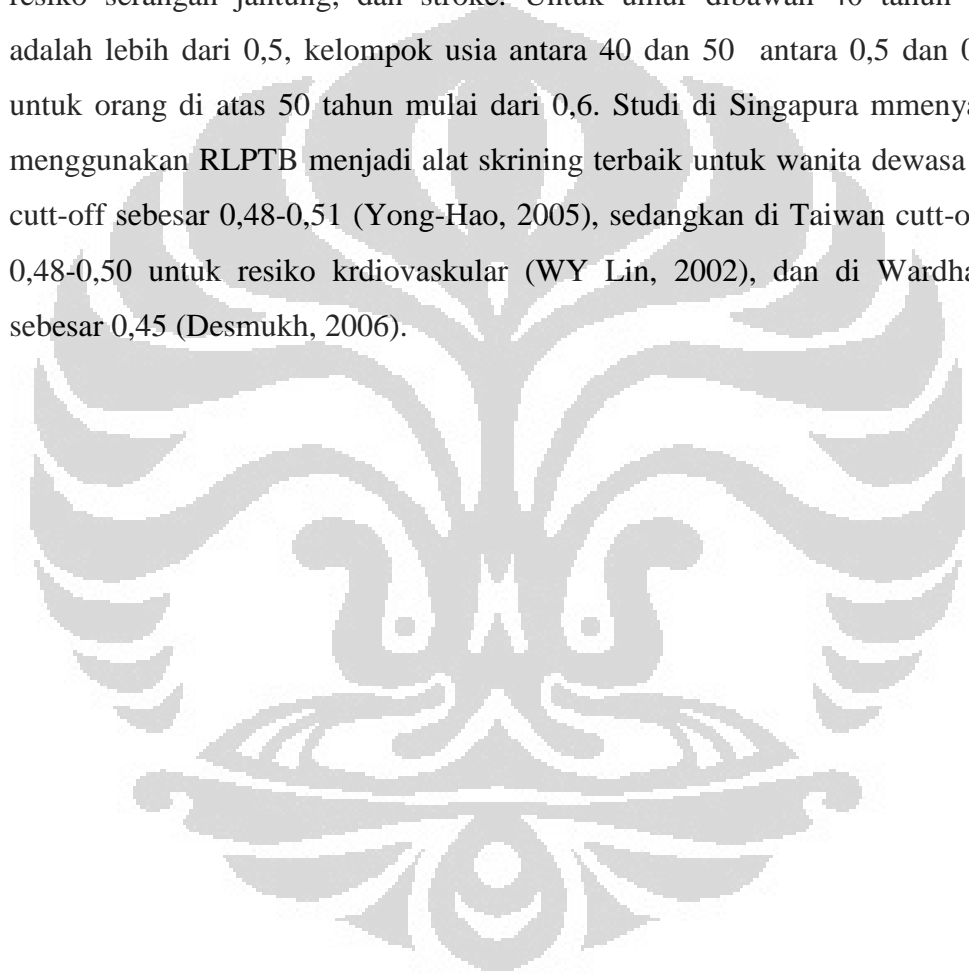 resiko serangan jantung, dan stroke. Untuk umur dibawah 40 tahun
adalah lebih dari 0,5, kelompok usia antara 40 dan 50 antara 0,5 dan
untuk orang di atas 50 tahun mulai dari 0,6. Studi di Singapura
menggunakan RLPTB menjadi alat skrining terbaik untuk wanita dewasa
cutt-off sebesar 0,48-0,51 (Yong-Hao, 2005), sedangkan di Taiwan
0,48-0,50 untuk resiko krdiovaskular (WY Lin, 2002), dan di
sebesar 0,45 (Desmukh, 2006).